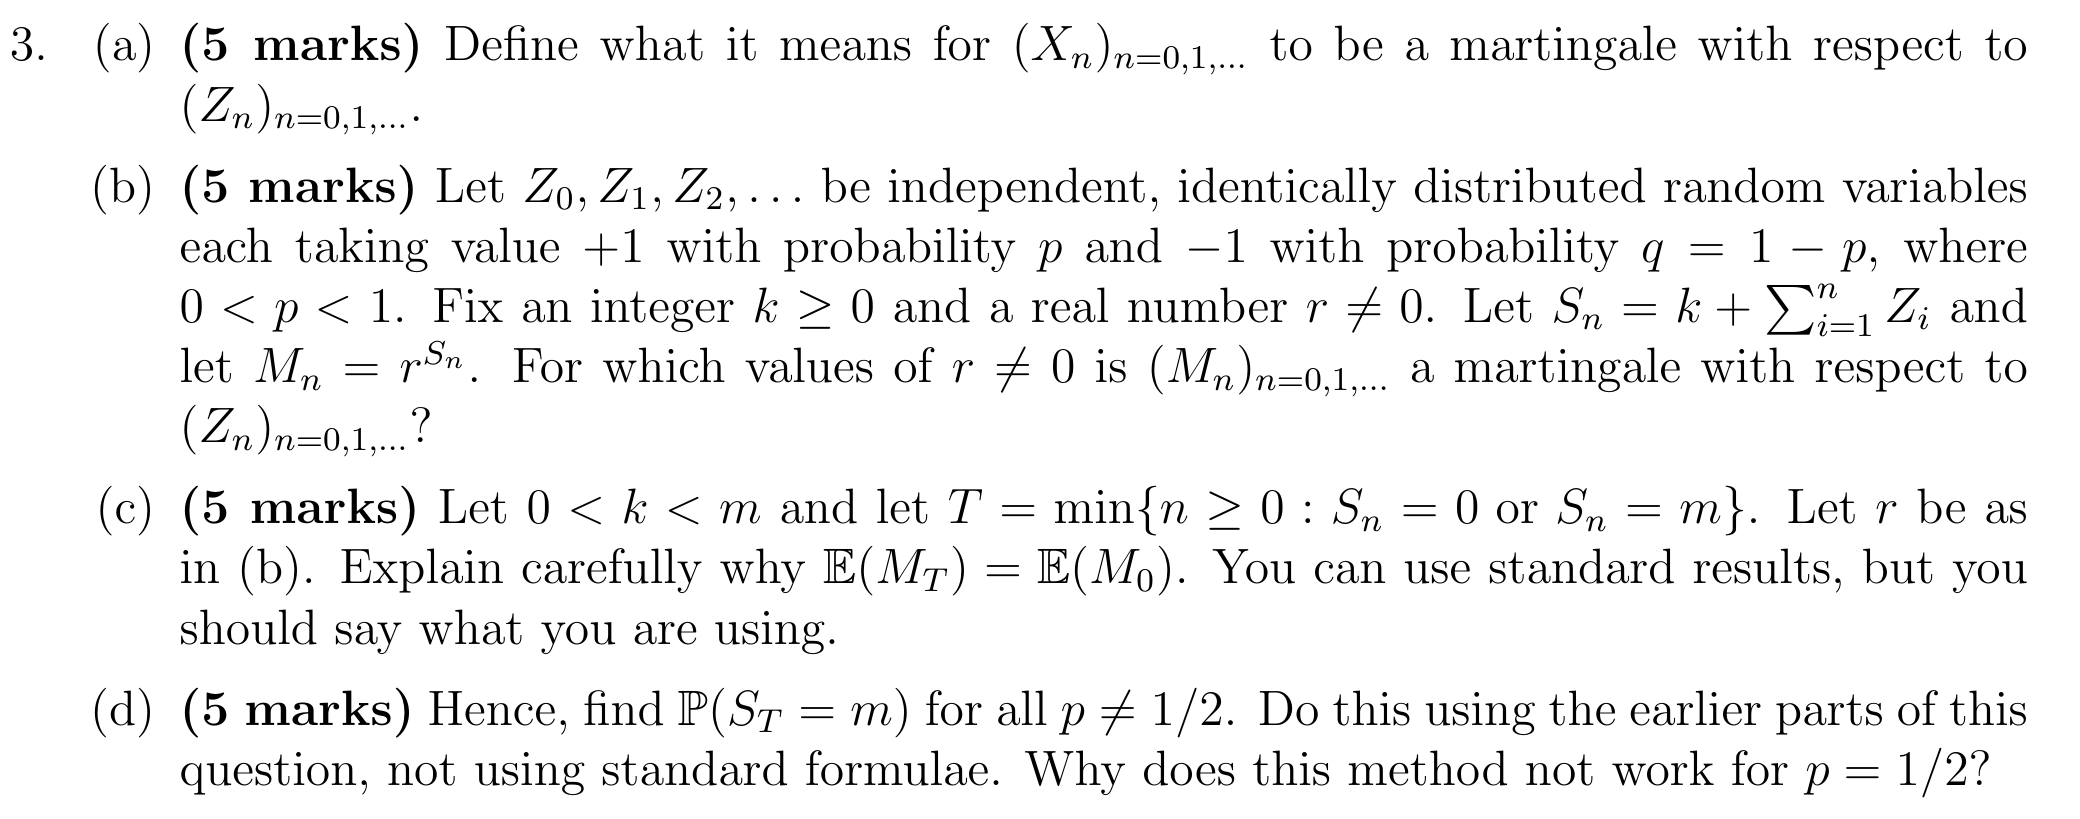 3. (a) (5 marks) Define what it means for $(X_n)_{n=0,1,\ldots}$ to be a martingale with respect to
$(Z_n)_{n=0,1,\ldots}$.
(b) (5 marks) Let $Z_0, Z_1, Z_2, \ldots$ be independent, identically distributed random variables
each taking value $+1$ with probability $p$ and $-1$ with probability $q = 1 - p$, where
$0 < p < 1$. Fix an integer $k \geq 0$ and a real number $r \neq 0$. Let $S_n = k + \sum_{i=1}^{n} Z_i$ and
let $M_n = r^{S_n}$. For which values of $r \neq 0$ is $(M_n)_{n=0,1,\ldots}$ a martingale with respect to
$(Z_n)_{n=0,1,\ldots}$?
(c) (5 marks) Let $0 < k < m$ and let $T = \min\{n \geq 0 : S_n = 0 \text{ or } S_n = m\}$. Let $r$ be as
in (b). Explain carefully why $\mathbb{E}(M_T) = \mathbb{E}(M_0)$. You can use standard results, but you
should say what you are using.
(d) (5 marks) Hence, find $\mathbb{P}(S_T = m)$ for all $p \neq 1/2$. Do this using the earlier parts of this
question, not using standard formulae. Why does this method not work for $p = 1/2$?